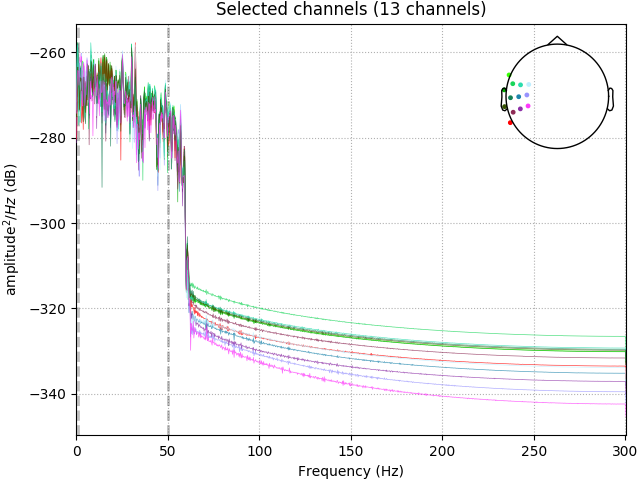 Selected channels (13 channels)
amplitude²/Hz (dB)
−260
−280
−300
−320
−340
0 50 100 150 200 250 300
Frequency (Hz)